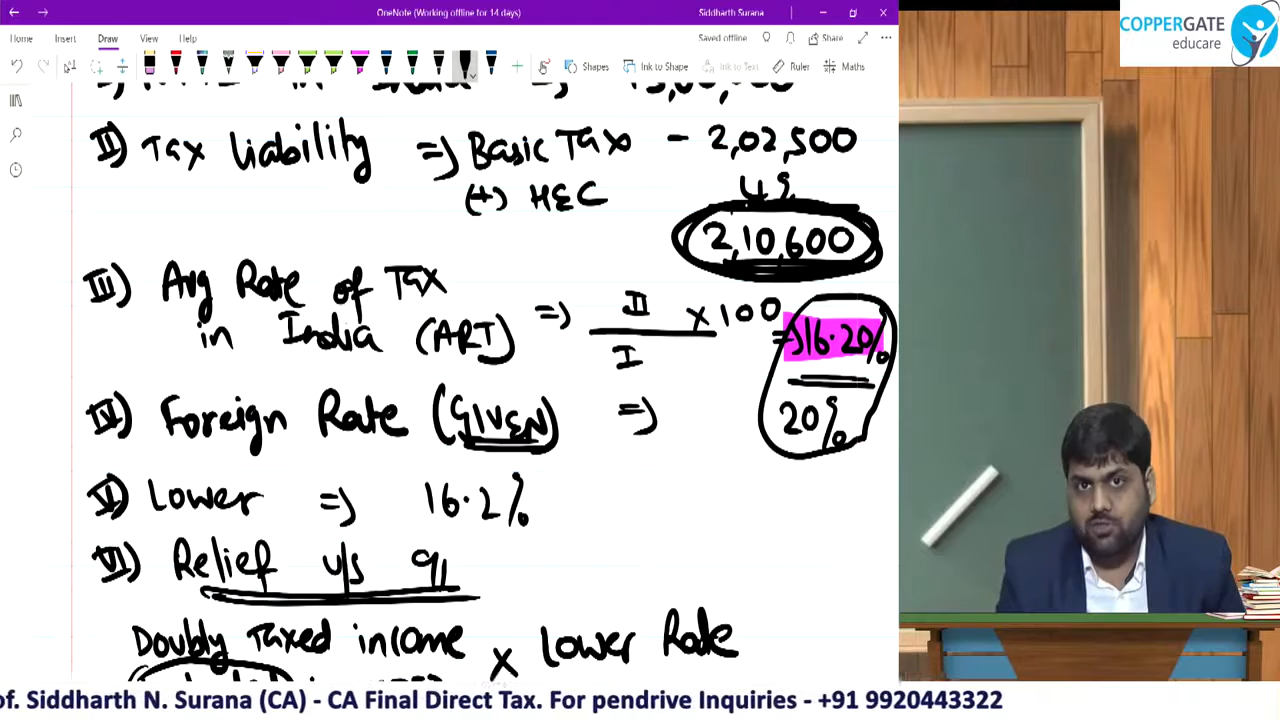 OneNote (Working offline for 14 days)
Siddharth Surana
COPPERGATE
educare
Home Insert Draw View Help
Saved offline Share
Shapes Ink to Shape Ink to Text Ruler Maths
II) Tax liability => Basic Tax - 2,02,500
(+) HEC 4%
2,10,600
III) Avg Rate of Tax
in India (ART) => II / I x 100 => 16.20%
IV) Foreign Rate (GIVEN) => 20%
V) Lower => 16.2%
VI) Relief u/s 91
Doubly Taxed income x Lower Rate
of. Siddharth N. Surana (CA) - CA Final Direct Tax. For pendrive Inquiries - +91 9920443322